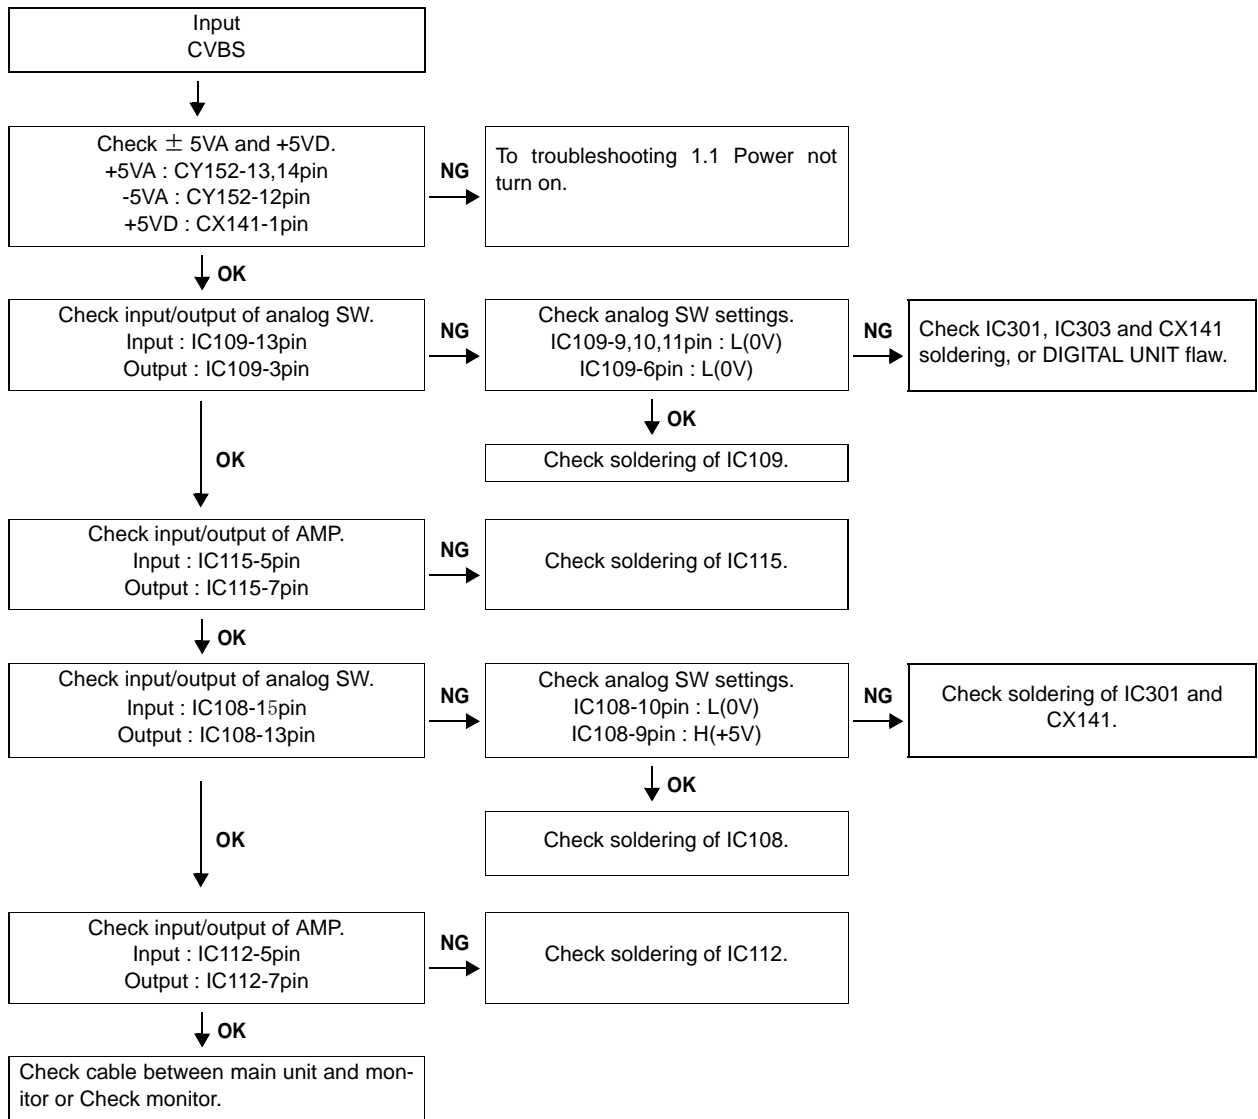 Input
CVBS
Check ± 5VA and +5VD.
+5VA : CY152-13,14pin
-5VA : CY152-12pin
+5VD : CX141-1pin
NG
To troubleshooting 1.1 Power not
turn on.
OK
Check input/output of analog SW.
Input : IC109-13pin
Output : IC109-3pin
NG
Check analog SW settings.
IC109-9,10,11pin : L(0V)
IC109-6pin : L(0V)
NG
Check IC301, IC303 and CX141
soldering, or DIGITAL UNIT flaw.
OK
Check soldering of IC109.
OK
Check input/output of AMP.
Input : IC115-5pin
Output : IC115-7pin
NG
Check soldering of IC115.
OK
Check input/output of analog SW.
Input : IC108-15pin
Output : IC108-13pin
NG
Check analog SW settings.
IC108-10pin : L(0V)
IC108-9pin : H(+5V)
NG
Check soldering of IC301 and
CX141.
OK
Check soldering of IC108.
OK
Check input/output of AMP.
Input : IC112-5pin
Output : IC112-7pin
NG
Check soldering of IC112.
OK
Check cable between main unit and mon-
itor or Check monitor.